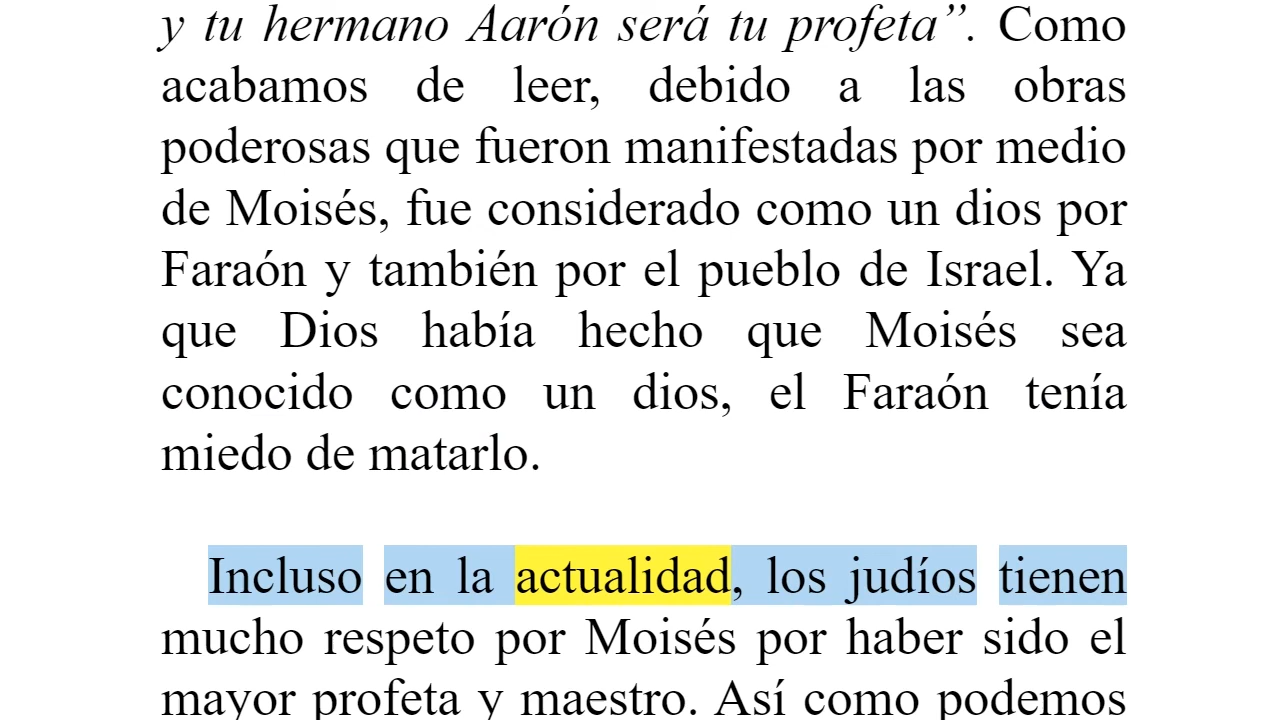 y tu hermano Aarón será tu profeta”. Como
acabamos de leer, debido a las obras
poderosas que fueron manifestadas por medio
de Moisés, fue considerado como un dios por
Faraón y también por el pueblo de Israel. Ya
que Dios había hecho que Moisés sea
conocido como un dios, el Faraón tenía
miedo de matarlo.
Incluso en la actualidad, los judíos tienen
mucho respeto por Moisés por haber sido el
mayor profeta y maestro. Así como podemos